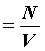 = N/V